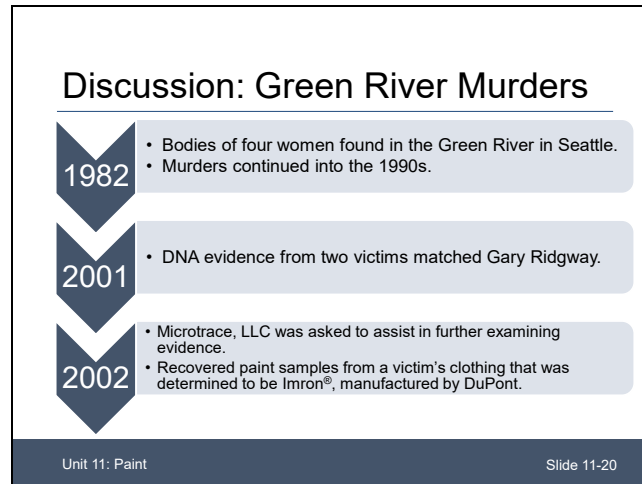 Discussion: Green River Murders
1982
• Bodies of four women found in the Green River in Seattle.
• Murders continued into the 1990s.
2001
• DNA evidence from two victims matched Gary Ridgway.
2002
• Microtrace, LLC was asked to assist in further examining
evidence.
• Recovered paint samples from a victim's clothing that was
determined to be Imron®, manufactured by DuPont.
Unit 11: Paint
Slide 11-20